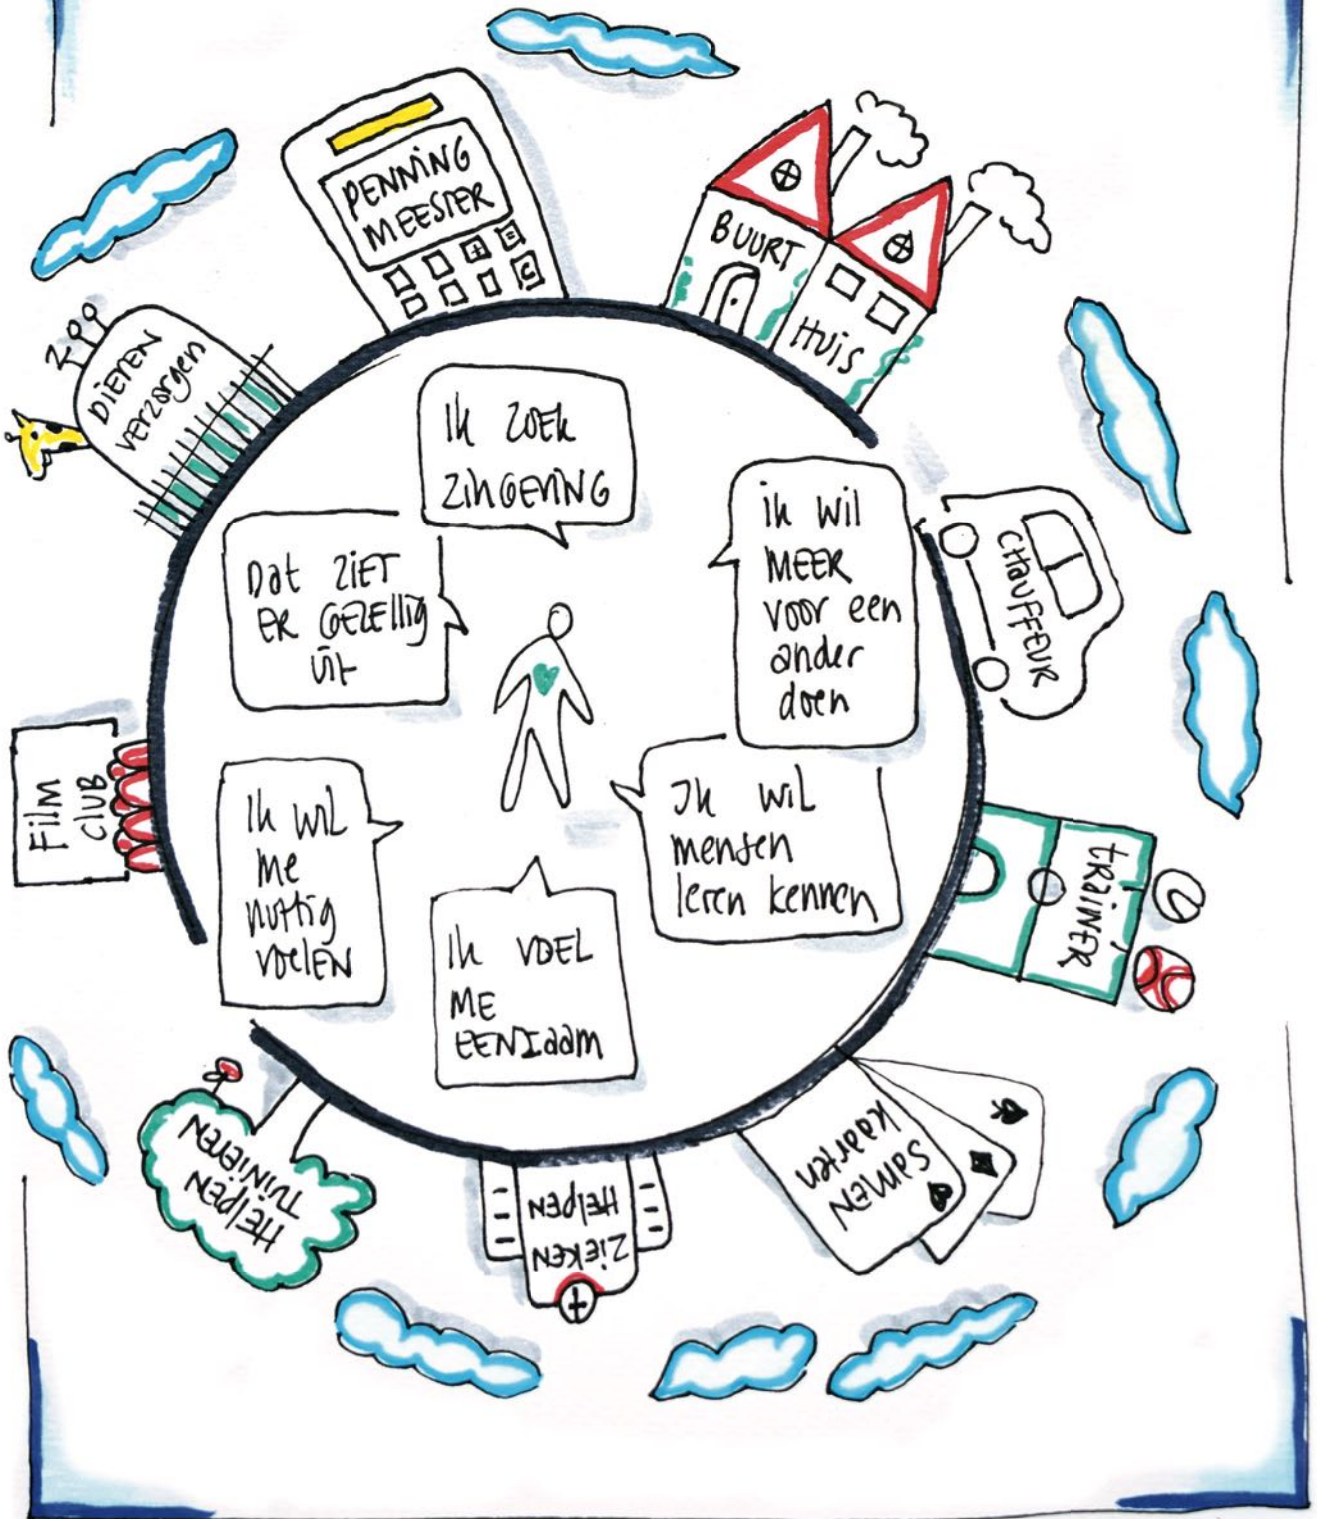 PENNING
MEESTER
BUURT
HUIS
DIEREN
verzorgen
Ik ZOEK
ZINGEVING
Dat ZIET
ER GEZELLIG
Uit
ik wil
MEER
voor een
ander
doen
CHAUFFEUR
Film
CLUB
Ik WIL
me
nuttig
voelen
Ik WIL
mensen
leren kennen
Ik VOEL
ME
EENZaam
tRaiNER
Samen
kaarten
ZiEKEN
HELPEN
HElPEN
TUiNiEREN
C